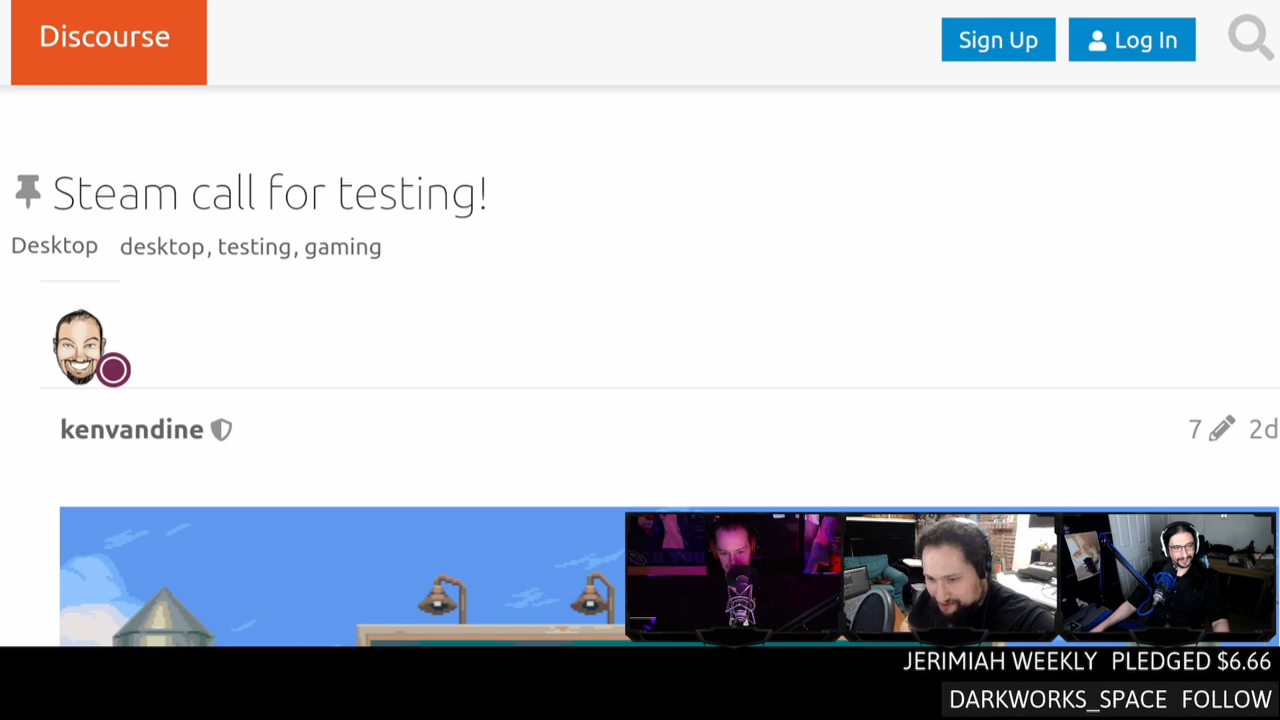 Discourse
Sign Up
Log In
Steam call for testing!
Desktop desktop, testing, gaming
kenvandine
7 2d
JERIMIAH WEEKLY PLEDGED $6.66
DARKWORKS_SPACE FOLLOW